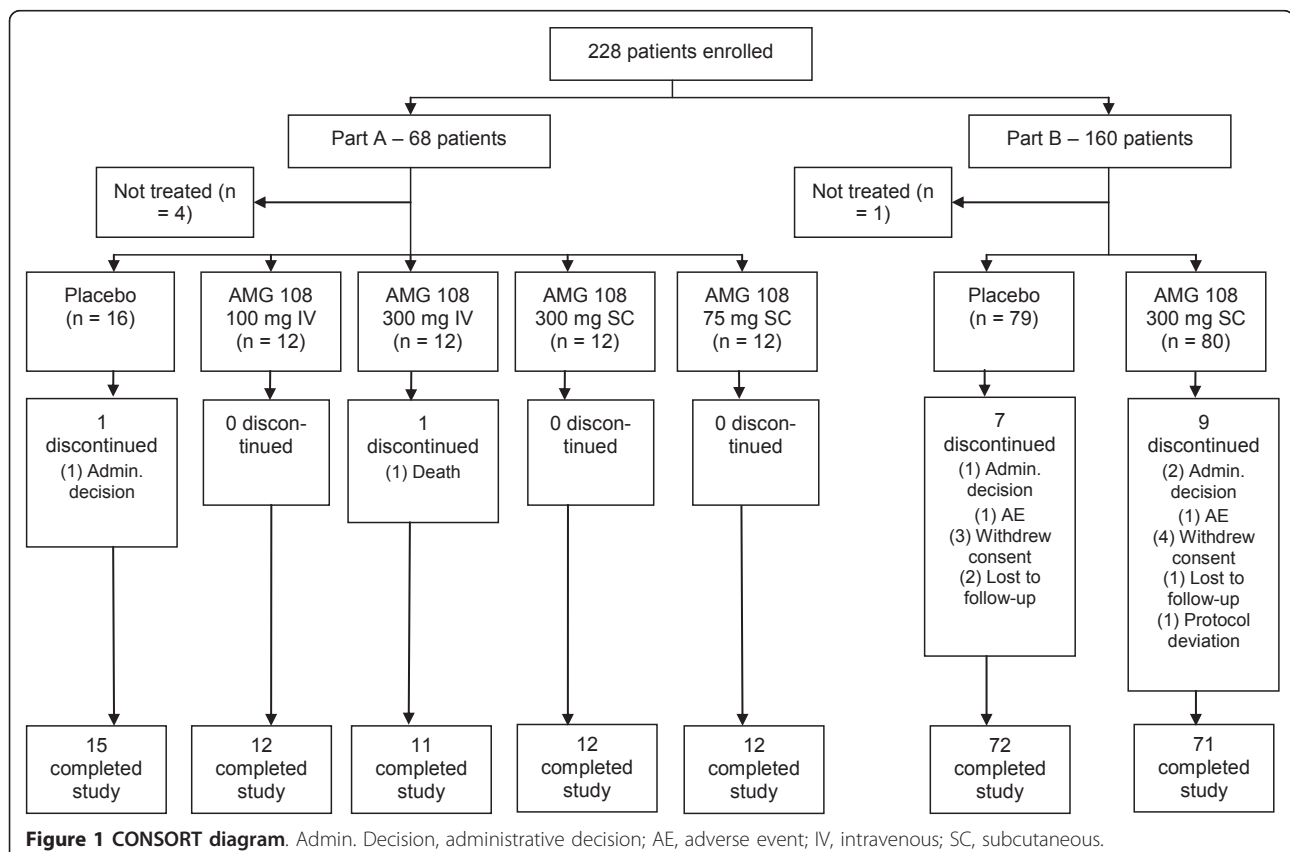 228 patients enrolled
Part A – 68 patients
Part B – 160 patients
Not treated (n
= 4)
Not treated (n
= 1)
Placebo
(n = 16)
AMG 108
100 mg IV
(n = 12)
AMG 108
300 mg IV
(n = 12)
AMG 108
300 mg SC
(n = 12)
AMG 108
75 mg SC
(n = 12)
Placebo
(n = 79)
AMG 108
300 mg SC
(n = 80)
1
discontinued
(1) Admin.
decision
0 discon-
tinued
1
discontinued
(1) Death
0 discon-
tinued
0 discon-
tinued
7
discontinued
(1) Admin.
decision
(1) AE
(3) Withdrew
consent
(2) Lost to
follow-up
9
discontinued
(2) Admin.
decision
(1) AE
(4) Withdrew
consent
(1) Lost to
follow-up
(1) Protocol
deviation
15
completed
study
12
completed
study
11
completed
study
12
completed
study
12
completed
study
72
completed
study
71
completed
study
Figure 1 CONSORT diagram. Admin. Decision, administrative decision; AE, adverse event; IV, intravenous; SC, subcutaneous.